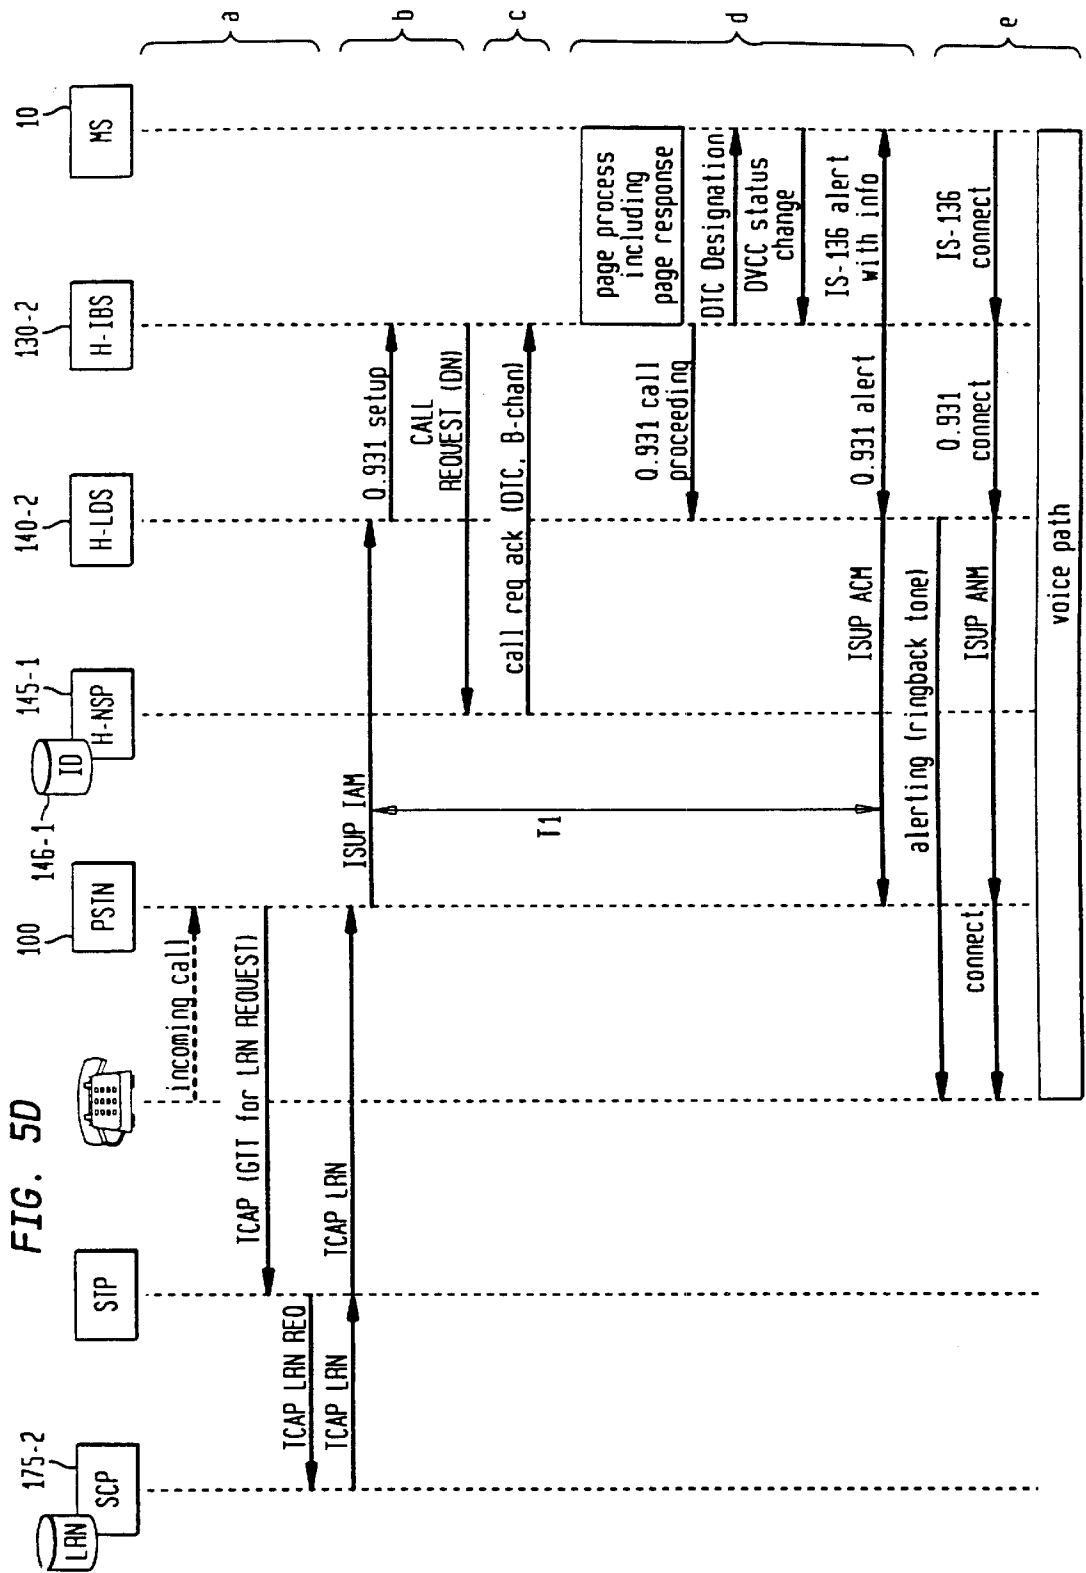 FIG. 5D
175-2
LRN
SCP
STP
100
PSTN
146-1
ID
145-1
H-NSP
140-2
H-LDS
130-2
H-IBS
10
MS
incoming call
a
TCAP (GTT for LRN REQUEST)
TCAP LRN REQ
TCAP LRN
TCAP LRN
ISUP IAM
Q.931 setup
b
CALL
REQUEST (DN)
call req ack (DTC, B-chan)
c
T1
page process
including
page response
Q.931 call
proceeding
DTC Designation
DVCC status
change
d
ISUP ACM
Q.931 alert
IS-136 alert
with info
alerting (ringback tone)
connect
ISUP ANM
Q.931
connect
IS-136
connect
e
voice path